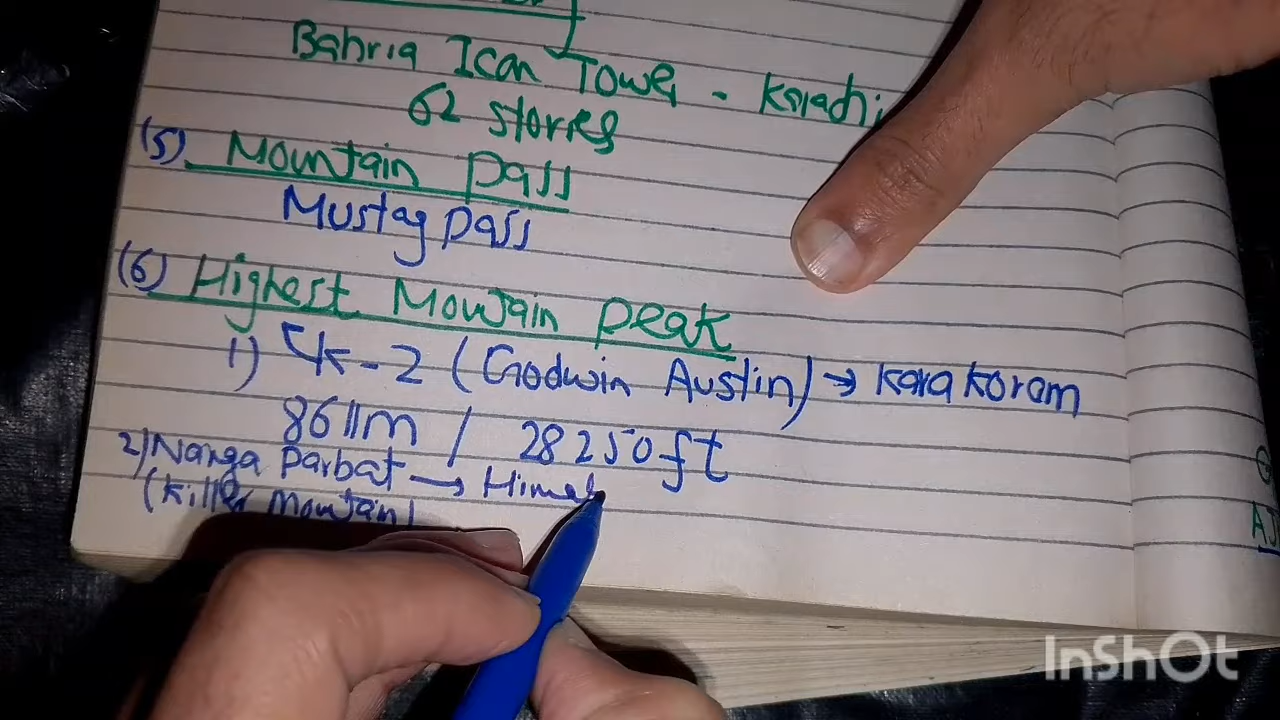 Bahria Icon Tower - Karachi
62 storres
(5) Mountain pass
Mustag pass
(6) Highest Mountain peak
1) K-2 (Godwin Austin) → Karakoram
8611m / 28250ft
2) Nanga Parbat → Himal
(Killer Mountain)
InShOt